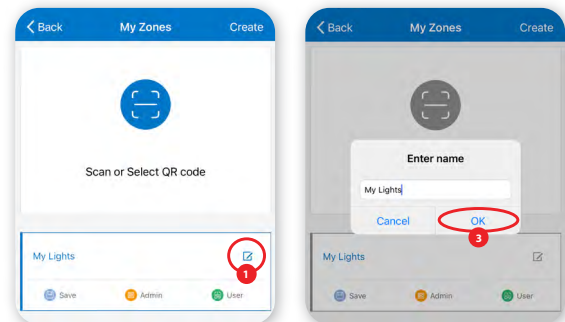 < Back My Zones Create
Scan or Select QR code
My Lights
1
Save Admin User
< Back My Zones Create
Enter name
My Lights
Cancel OK
3
My Lights
Save Admin User